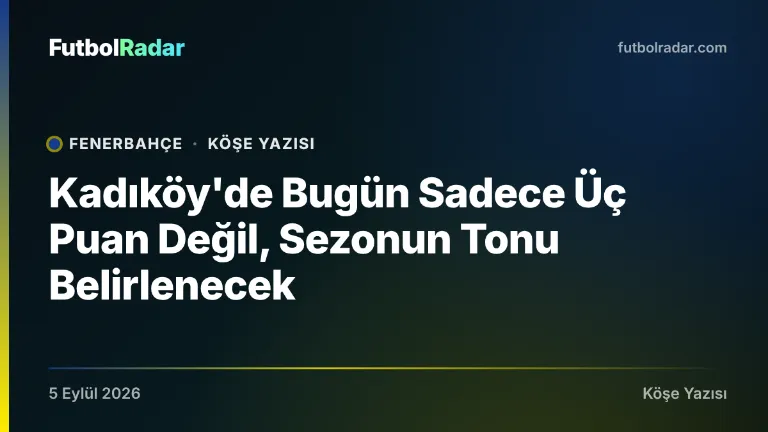 FutbolRadar
futbolradar.com
FENERBAHÇE · KÖŞE YAZISI
Kadıköy'de Bugün Sadece Üç
Puan Değil, Sezonun Tonu
Belirlenecek
5 Eylül 2026
Köşe Yazısı